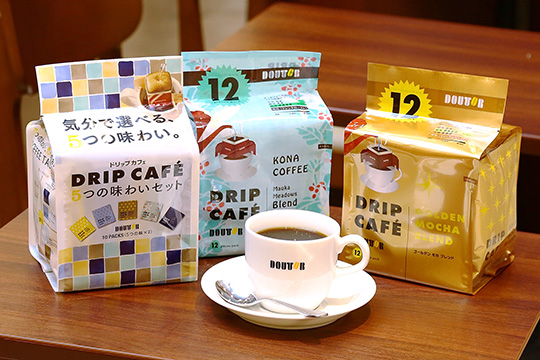 気分で選べる、
5つの味わい。
ドリップカフェ
DRIP CAFÉ
5つの味わいセット
DOUTOR
10 PACKS
12
DOUTOR
KONA
COFFEE
Mauka
Meadows
Blend
DRIP
CAFÉ
12
12
DOUTOR
DRIP
CAFÉ
GOLDEN
MOCHA
BLEND
ゴールデン モカ ブレンド
12
DOUTOR